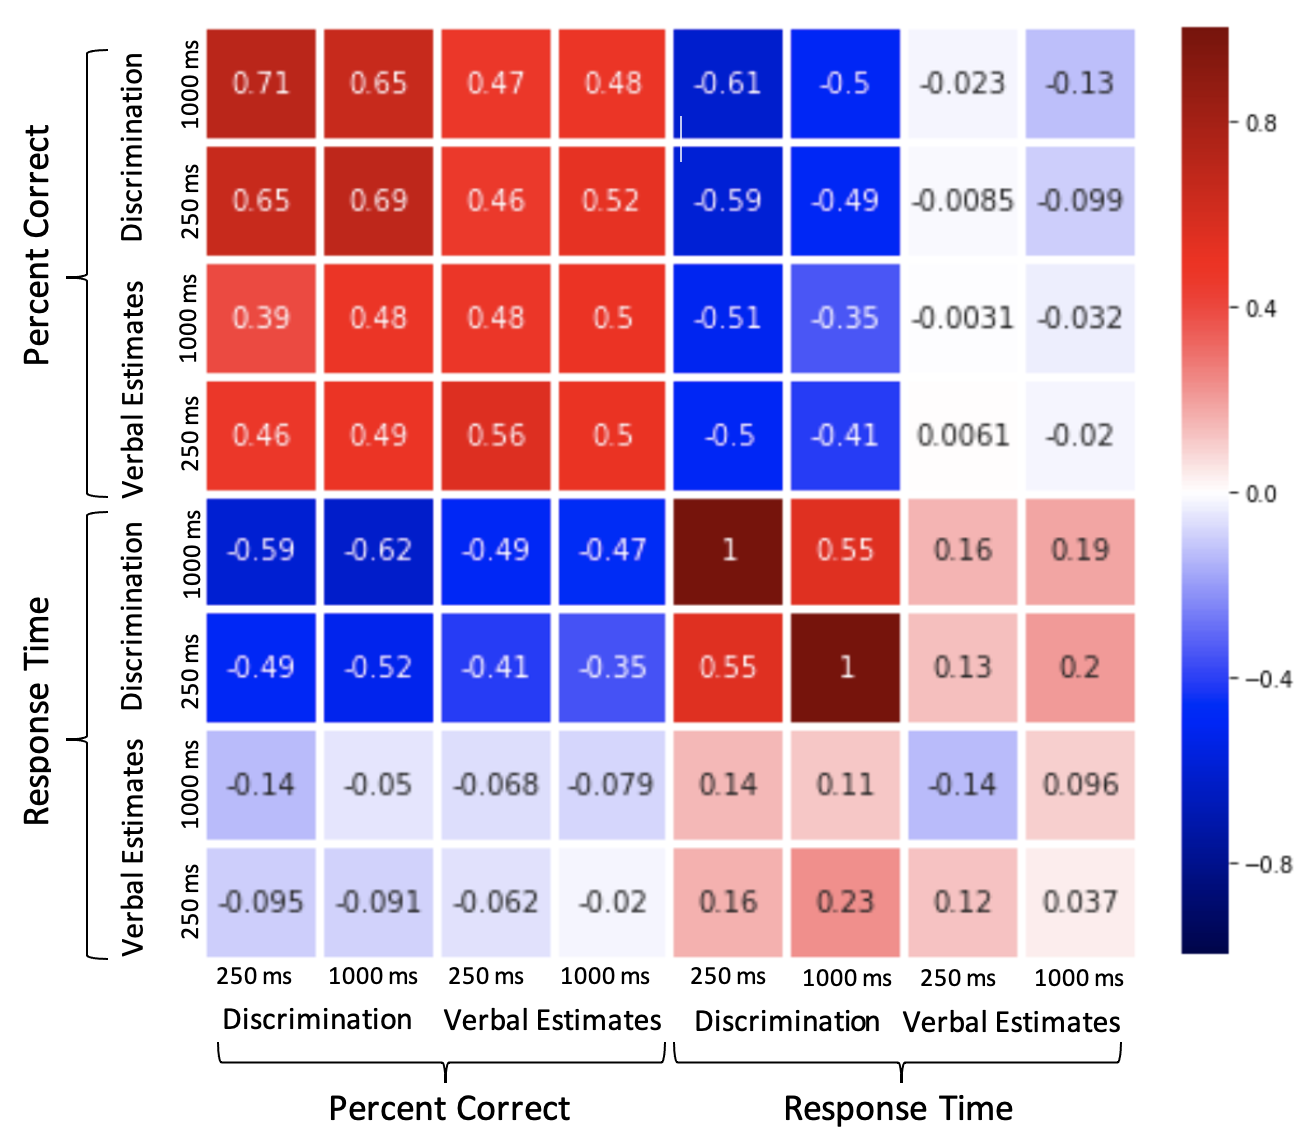 Percent Correct
Discrimination
Verbal Estimates
1000 ms 0.71 0.65 0.47 0.48 -0.61 -0.5 -0.023 -0.13
250 ms 0.65 0.69 0.46 0.52 -0.59 -0.49 -0.0085 -0.099
1000 ms 0.39 0.48 0.48 0.5 -0.51 -0.35 -0.0031 -0.032
250 ms 0.46 0.49 0.56 0.5 -0.5 -0.41 0.0061 -0.02
Response Time
Discrimination
Verbal Estimates
1000 ms -0.59 -0.62 -0.49 -0.47 1 0.55 0.16 0.19
250 ms -0.49 -0.52 -0.41 -0.35 0.55 1 0.13 0.2
1000 ms -0.14 -0.05 -0.068 -0.079 0.14 0.11 -0.14 0.096
250 ms -0.095 -0.091 -0.062 -0.02 0.16 0.23 0.12 0.037
250 ms 1000 ms 250 ms 1000 ms 250 ms 1000 ms 250 ms 1000 ms
Discrimination Verbal Estimates Discrimination Verbal Estimates
Percent Correct Response Time
0.8
0.4
0.0
−0.4
−0.8